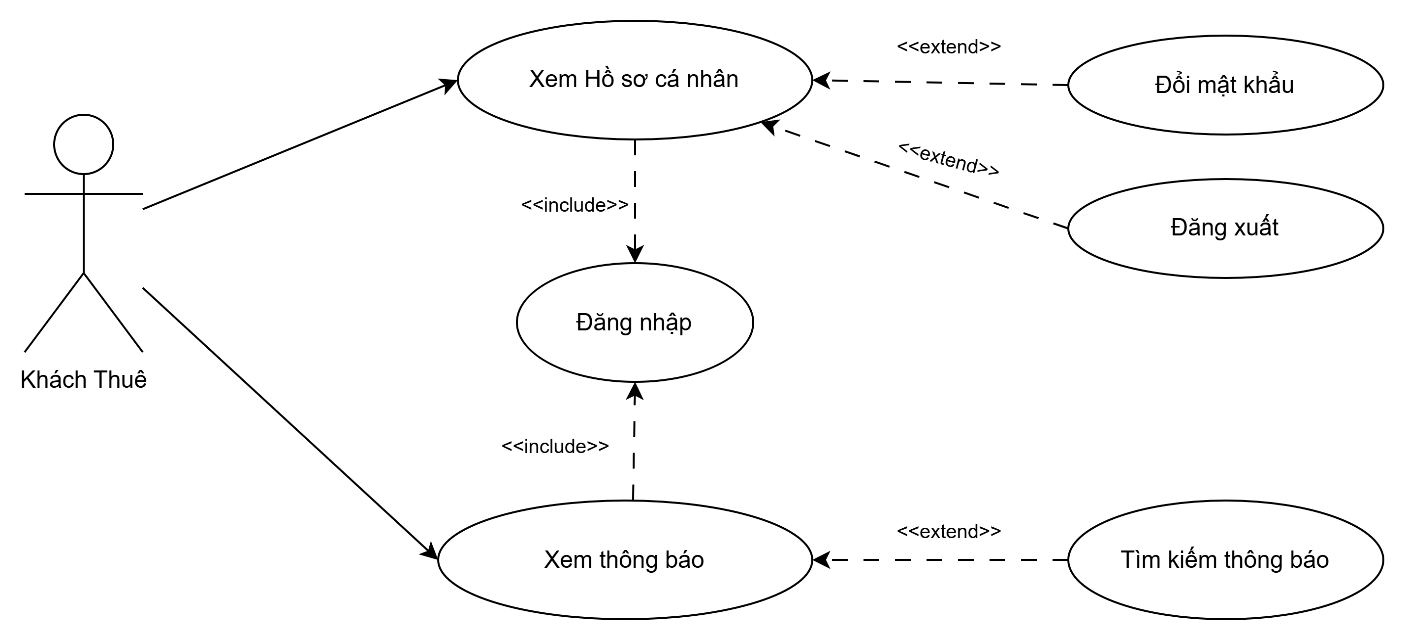 Xem Hồ sơ cá nhân
<<extend>>
Đổi mật khẩu
<<extend>>
Đăng xuất
<<include>>
Đăng nhập
Khách Thuê
<<include>>
Xem thông báo
<<extend>>
Tìm kiếm thông báo